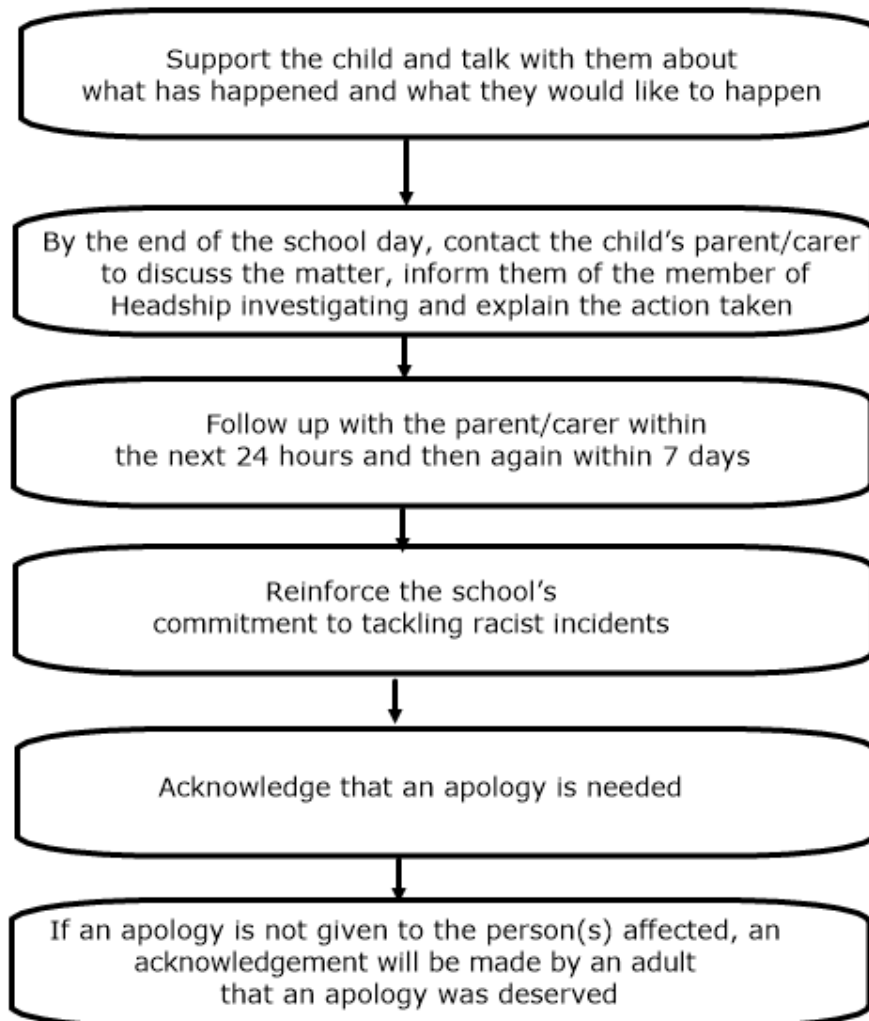 Support the child and talk with them about
what has happened and what they would like to happen
By the end of the school day, contact the child's parent/carer
to discuss the matter, inform them of the member of
Headship investigating and explain the action taken
Follow up with the parent/carer within
the next 24 hours and then again within 7 days
Reinforce the school's
commitment to tackling racist incidents
Acknowledge that an apology is needed
If an apology is not given to the person(s) affected, an
acknowledgement will be made by an adult
that an apology was deserved